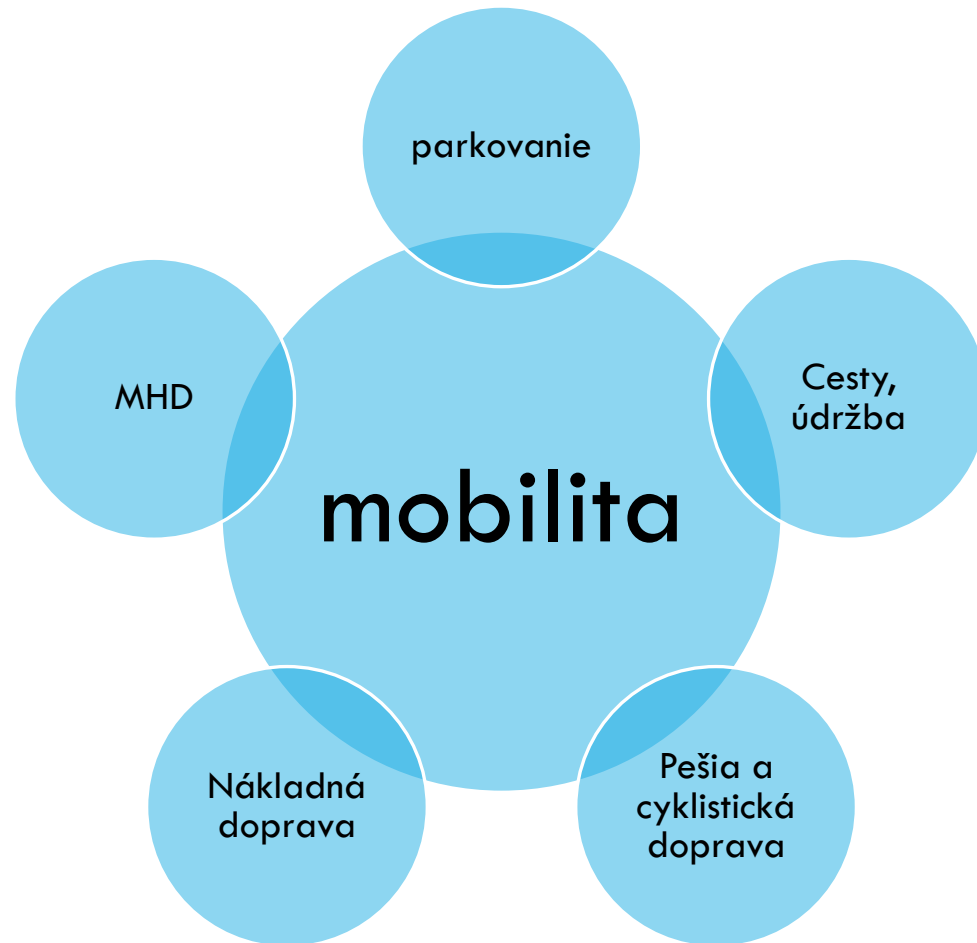 parkovanie
MHD
Cesty,
údržba
mobilita
Nákladná
doprava
Pešia a
cyklistická
doprava